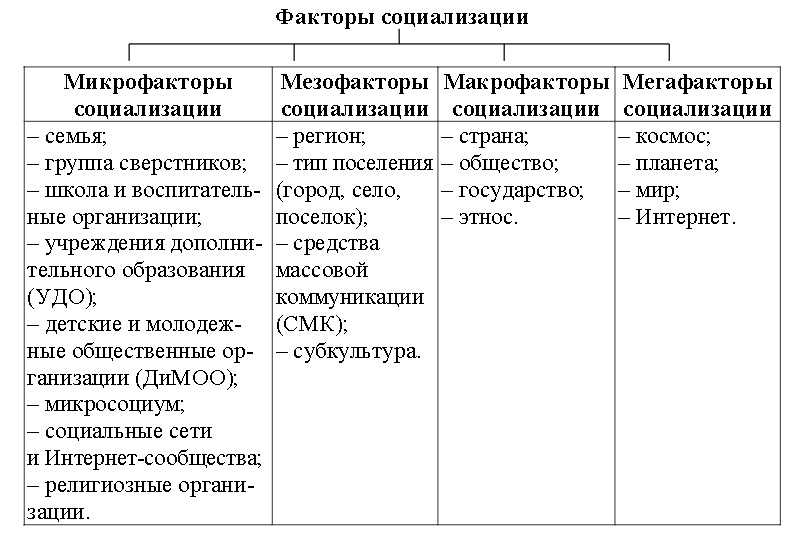 Факторы социализации
Микрофакторы
социализации
– семья;
– группа сверстников;
– школа и воспитатель-
ные организации;
– учреждения дополни-
тельного образования
(УДО);
– детские и молодеж-
ные общественные ор-
ганизации (ДиМОО);
– микросоциум;
– социальные сети
и Интернет-сообщества;
– религиозные органи-
зации.
Мезофакторы
социализации
– регион;
– тип поселения
(город, село,
поселок);
– средства
массовой
коммуникации
(СМК);
– субкультура.
Макрофакторы
социализации
– страна;
– общество;
– государство;
– этнос.
Мегафакторы
социализации
– космос;
– планета;
– мир;
– Интернет.